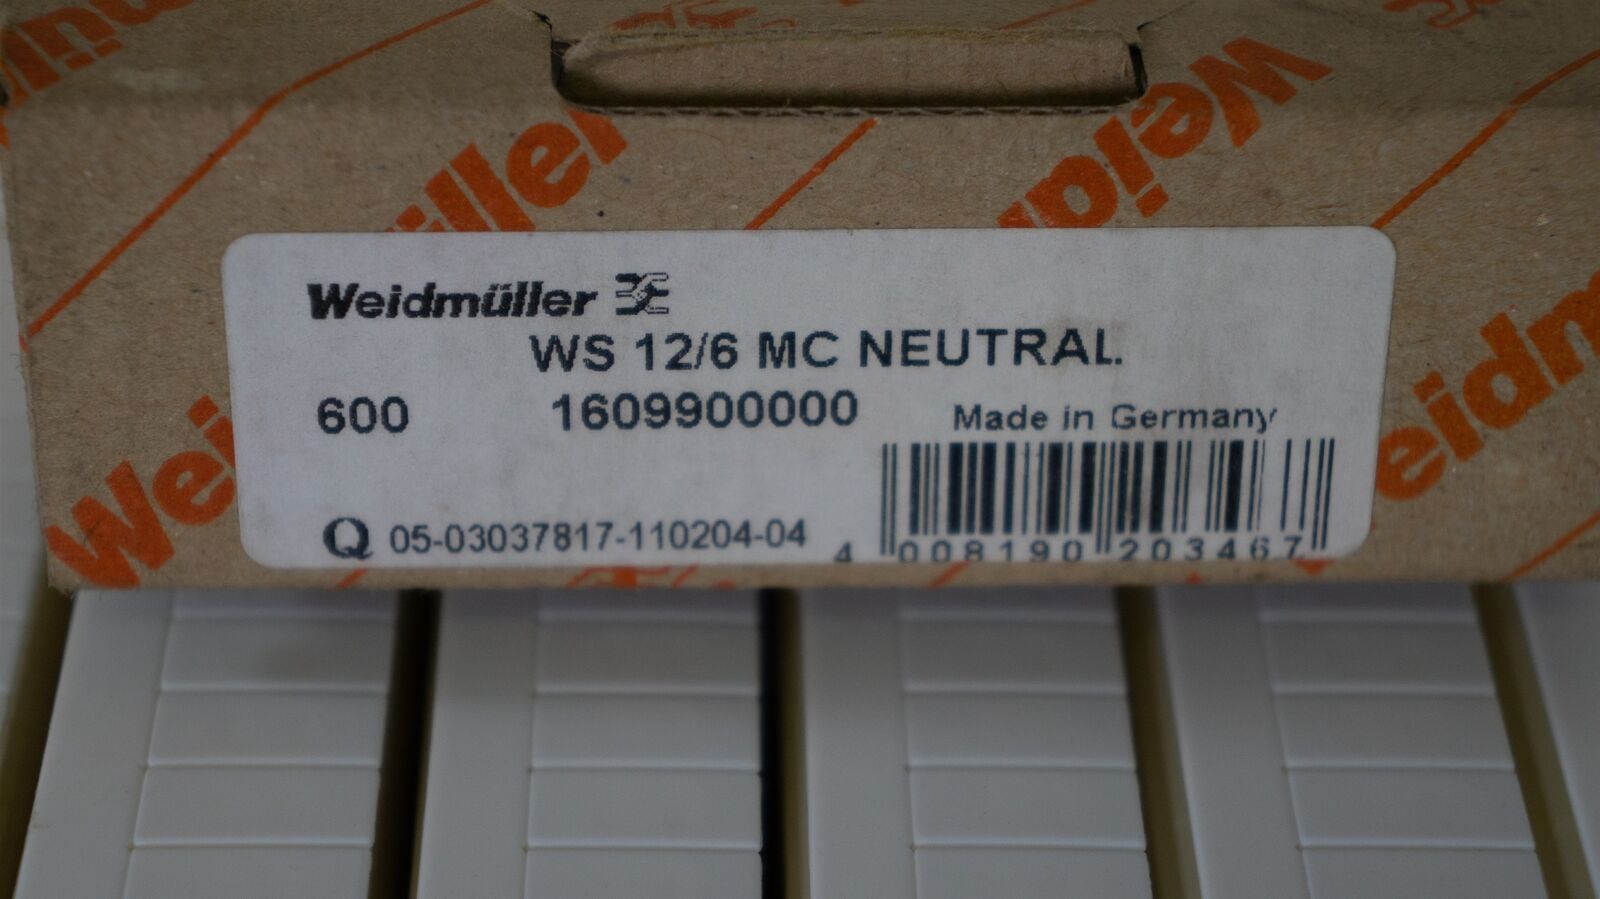 Weidmüller
WS 12/6 MC NEUTRAL.
600 1609900000 Made in Germany
Q 05-03037817-110204-04
4 008190 203467